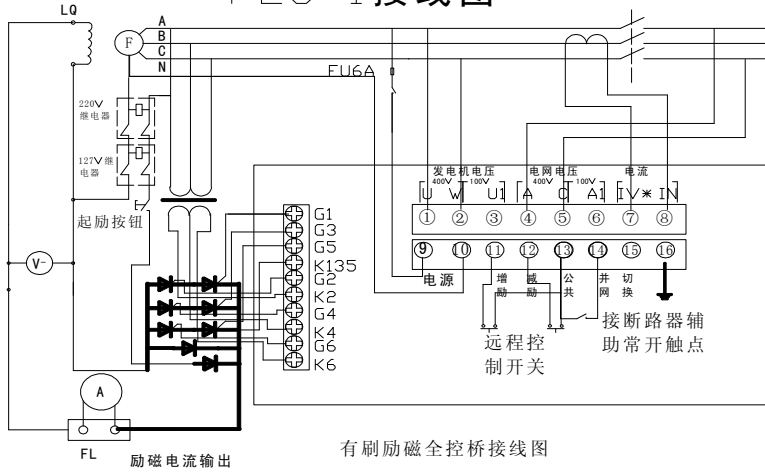 接线图
LQ
A
B
C
N
F
FU6A
220V
继电器
127V继
电器
起励按钮
V-
发电机电压
电网电压
电流
400V
100V
400V
100V
U W U1 A C A1 IV* IN
① ② ③ ④ ⑤ ⑥ ⑦ ⑧
⑨ ⑩ ⑪ ⑫ ⑬ ⑭ ⑮ ⑯
电源
增励
减励
公共
并网
切换
G1
G3
G5
K135
G2
K2
G4
K4
G6
K6
远程控
制开关
接断路器辅
助常开触点
A
FL
励磁电流输出
有刷励磁全控桥接线图